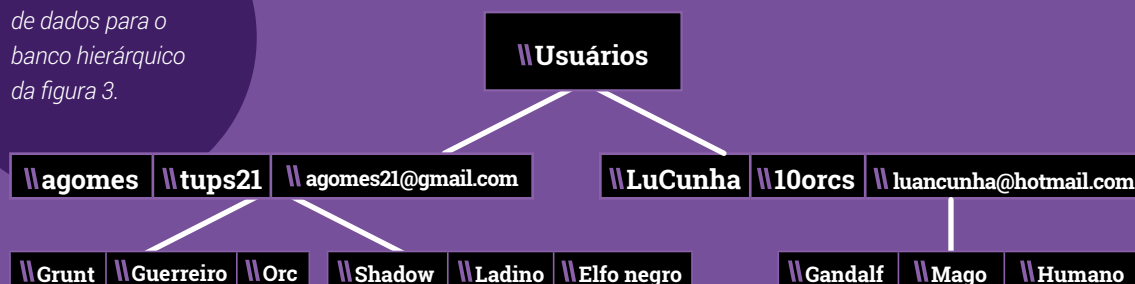 de dados para o
banco hierárquico
da figura 3.
\\Usuários
\\agomes \\tups21 \\agomes21@gmail.com
\\LuCunha \\10orcs \\luancunha@hotmail.com
\\Grunt \\Guerreiro \\Orc
\\Shadow \\Ladino \\Elfo negro
\\Gandalf \\Mago \\Humano